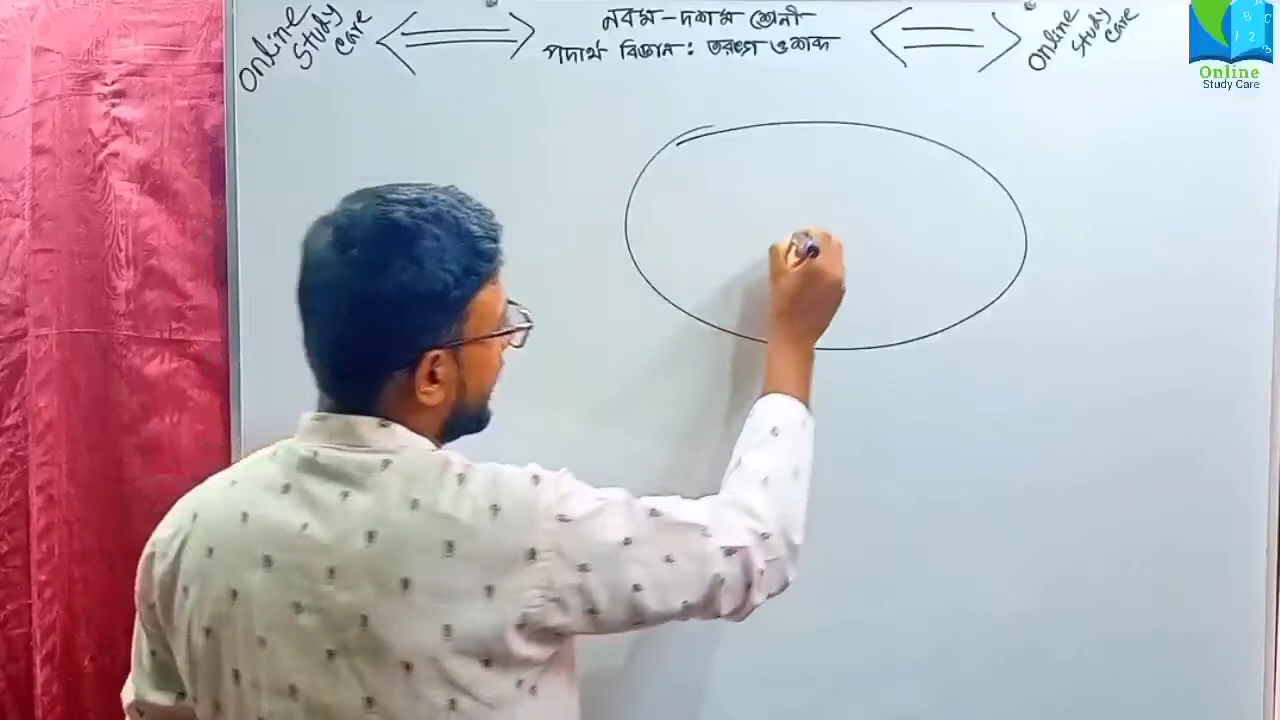 Online Study Care
নবম-দশম শ্রেনী
পদার্থ বিজ্ঞান : তরঙ্গ ও শব্দ
Online Study Care
Online
Study Care